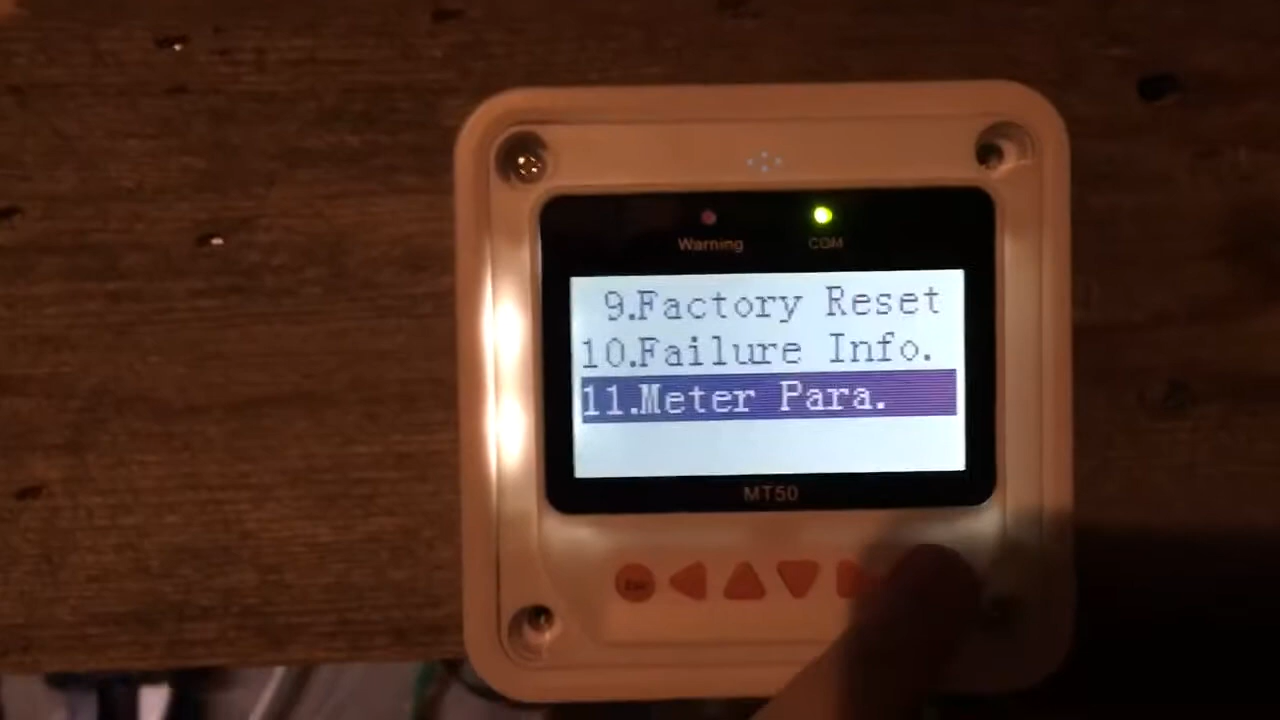 Warning COM
9.Factory Reset
10.Failure Info.
11.Meter Para.
MT50